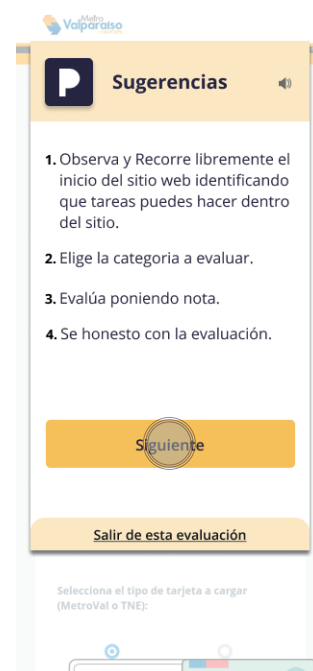 Metro
Valparaíso
P
Sugerencias
1. Observa y Recorre libremente el
inicio del sitio web identificando
que tareas puedes hacer dentro
del sitio.
2. Elige la categoria a evaluar.
3. Evalúa poniendo nota.
4. Se honesto con la evaluación.
Siguiente
Salir de esta evaluación
Selecciona el tipo de tarjeta a cargar
(MetroVal o TNE):